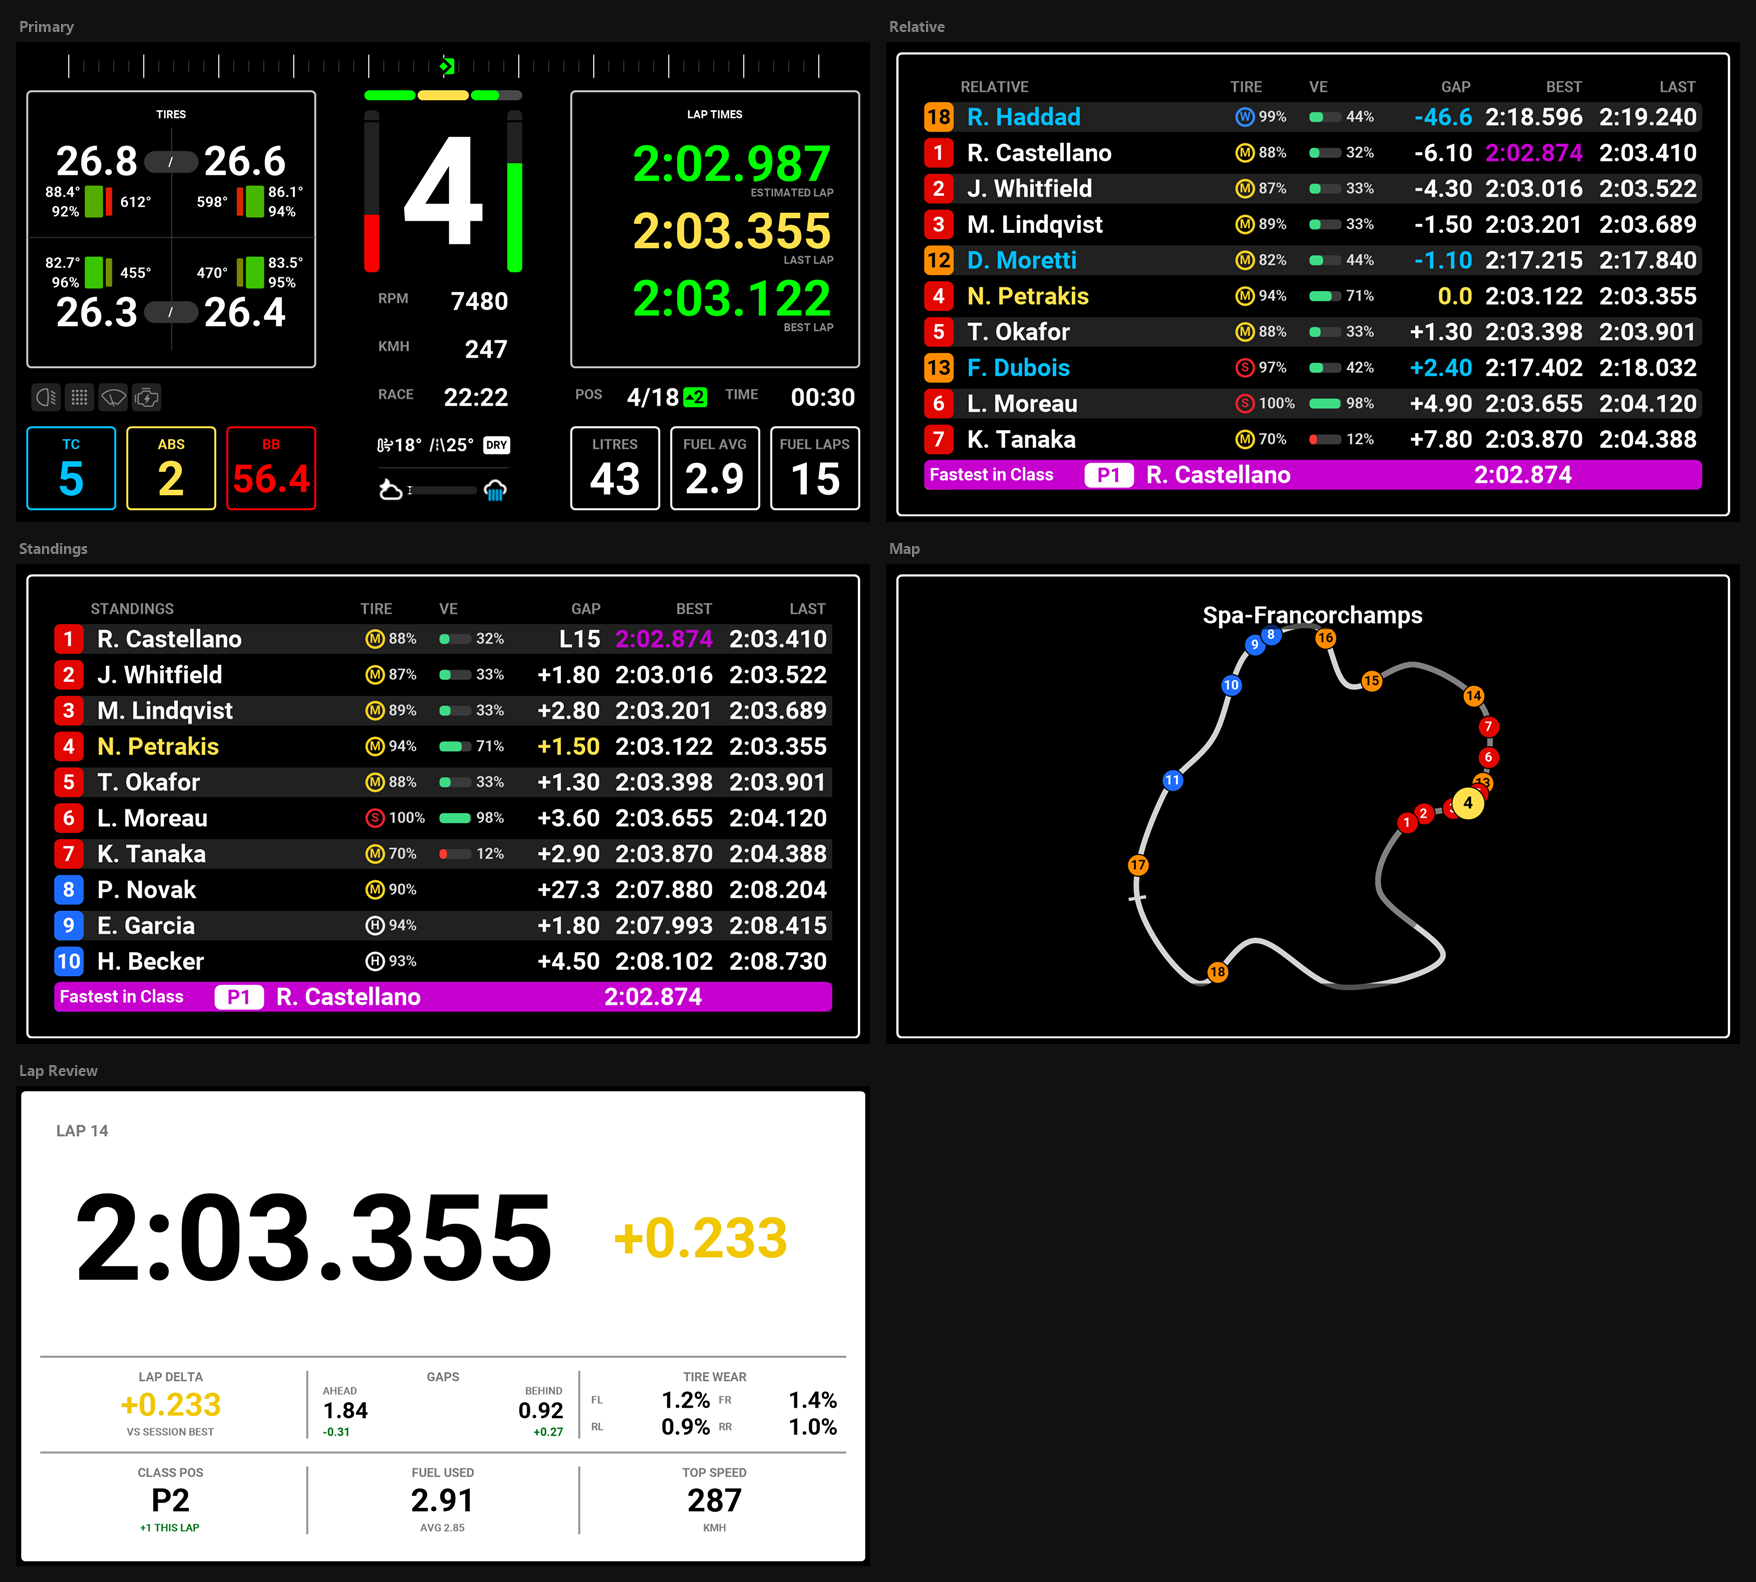 Primary
TIRES
26.8 / 26.6
88.4° 612° 598° 86.1°
92% 94%
82.7° 455° 470° 83.5°
96% 95%
26.3 / 26.4
4
RPM 7480
KMH 247
RACE 22:22
LAP TIMES
2:02.987
ESTIMATED LAP
2:03.355
LAST LAP
2:03.122
BEST LAP
POS 4/18 2 TIME 00:30
TC
5
ABS
2
BB
56.4
18° 25° DRY
LITRES
43
FUEL AVG
2.9
FUEL LAPS
15
Relative
RELATIVE TIRE VE GAP BEST LAST
18 R. Haddad W 99% 44% -46.6 2:18.596 2:19.240
1 R. Castellano M 88% 32% -6.10 2:02.874 2:03.410
2 J. Whitfield M 87% 33% -4.30 2:03.016 2:03.522
3 M. Lindqvist M 89% 33% -1.50 2:03.201 2:03.689
12 D. Moretti M 82% 44% -1.10 2:17.215 2:17.840
4 N. Petrakis M 94% 71% 0.0 2:03.122 2:03.355
5 T. Okafor M 88% 33% +1.30 2:03.398 2:03.901
13 F. Dubois S 97% 42% +2.40 2:17.402 2:18.032
6 L. Moreau S 100% 98% +4.90 2:03.655 2:04.120
7 K. Tanaka M 70% 12% +7.80 2:03.870 2:04.388
Fastest in Class P1 R. Castellano 2:02.874
Standings
STANDINGS TIRE VE GAP BEST LAST
1 R. Castellano M 88% 32% L15 2:02.874 2:03.410
2 J. Whitfield M 87% 33% +1.80 2:03.016 2:03.522
3 M. Lindqvist M 89% 33% +2.80 2:03.201 2:03.689
4 N. Petrakis M 94% 71% +1.50 2:03.122 2:03.355
5 T. Okafor M 88% 33% +1.30 2:03.398 2:03.901
6 L. Moreau S 100% 98% +3.60 2:03.655 2:04.120
7 K. Tanaka M 70% 12% +2.90 2:03.870 2:04.388
8 P. Novak M 90% +27.3 2:07.880 2:08.204
9 E. Garcia H 94% +1.80 2:07.993 2:08.415
10 H. Becker H 93% +4.50 2:08.102 2:08.730
Fastest in Class P1 R. Castellano 2:02.874
Map
Spa-Francorchamps
9
8
16
10
15
14
7
6
11
13
4
2
1
17
18
Lap Review
LAP 14
2:03.355 +0.233
LAP DELTA
+0.233
VS SESSION BEST
GAPS
AHEAD BEHIND
1.84 0.92
-0.31 +0.27
TIRE WEAR
FL 1.2% FR 1.4%
RL 0.9% RR 1.0%
CLASS POS
P2
+1 THIS LAP
FUEL USED
2.91
AVG 2.85
TOP SPEED
287
KMH